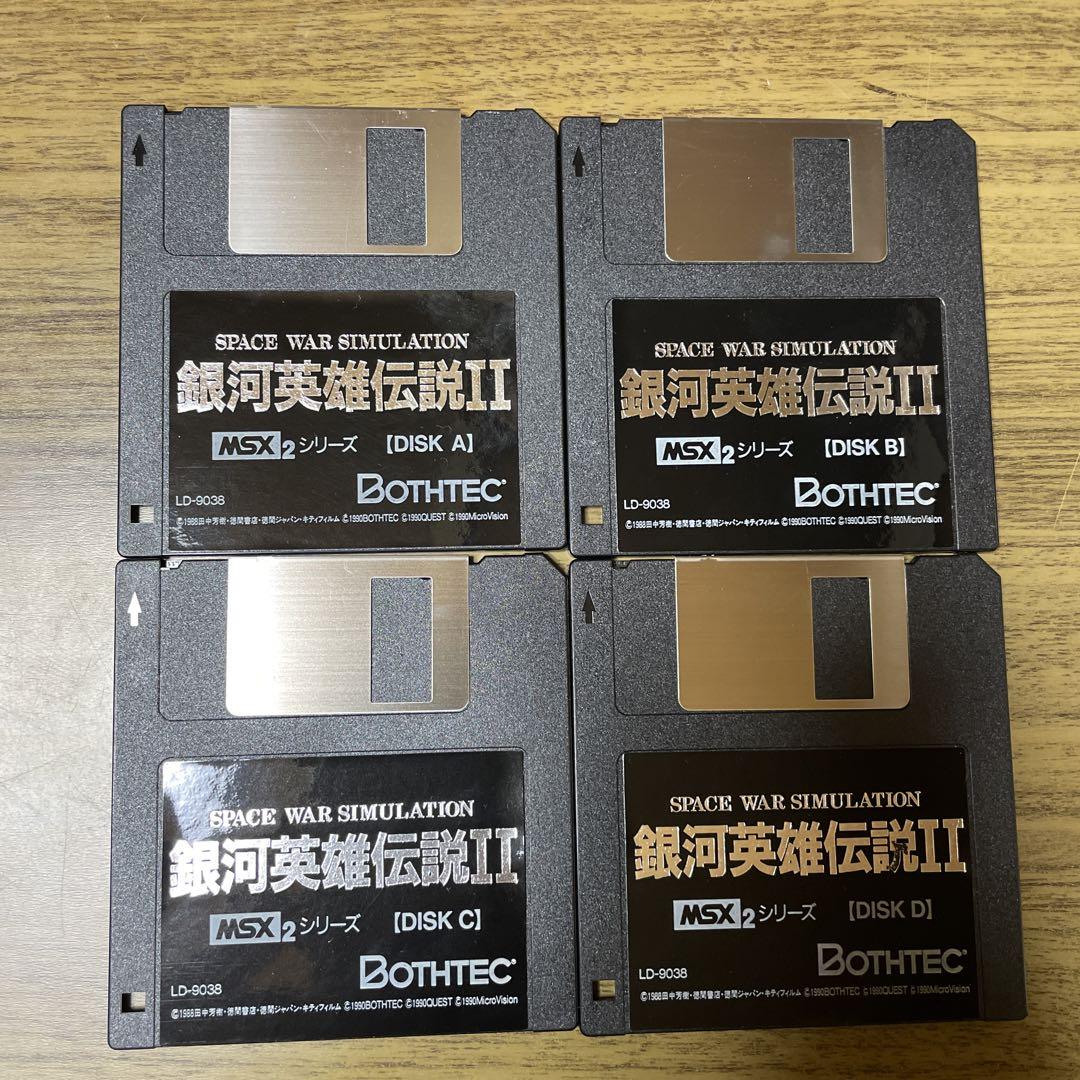 SPACE WAR SIMULATION
銀河英雄伝説II
MSX2シリーズ 【DISK A】
BOTHTEC
LD-9038
©1988田中芳樹・徳間書店・徳間ジャパン・キティフィルム ©1990BOTHTEC ©1990QUEST ©1990MicroVision
SPACE WAR SIMULATION
銀河英雄伝説II
MSX2シリーズ 【DISK B】
BOTHTEC
LD-9038
©1988田中芳樹・徳間書店・徳間ジャパン・キティフィルム ©1990BOTHTEC ©1990QUEST ©1990MicroVision
SPACE WAR SIMULATION
銀河英雄伝説II
MSX2シリーズ 【DISK C】
BOTHTEC
LD-9038
©1988田中芳樹・徳間書店・徳間ジャパン・キティフィルム ©1990BOTHTEC ©1990QUEST ©1990MicroVision
SPACE WAR SIMULATION
銀河英雄伝説II
MSX2シリーズ 【DISK D】
BOTHTEC
LD-9038
©1988田中芳樹・徳間書店・徳間ジャパン・キティフィルム ©1990BOTHTEC ©1990QUEST ©1990MicroVision